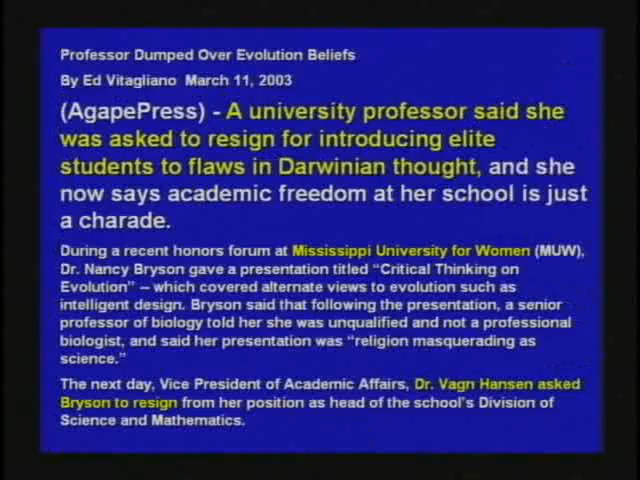 Professor Dumped Over Evolution Beliefs
By Ed Vitagliano March 11, 2003
(AgapePress) - A university professor said she
was asked to resign for introducing elite
students to flaws in Darwinian thought, and she
now says academic freedom at her school is just
a charade.
During a recent honors forum at Mississippi University for Women (MUW),
Dr. Nancy Bryson gave a presentation titled “Critical Thinking on
Evolution” – which covered alternate views to evolution such as
intelligent design. Bryson said that following the presentation, a senior
professor of biology told her she was unqualified and not a professional
biologist, and said her presentation was “religion masquerading as
science.”
The next day, Vice President of Academic Affairs, Dr. Vagn Hansen asked
Bryson to resign from her position as head of the school's Division of
Science and Mathematics.